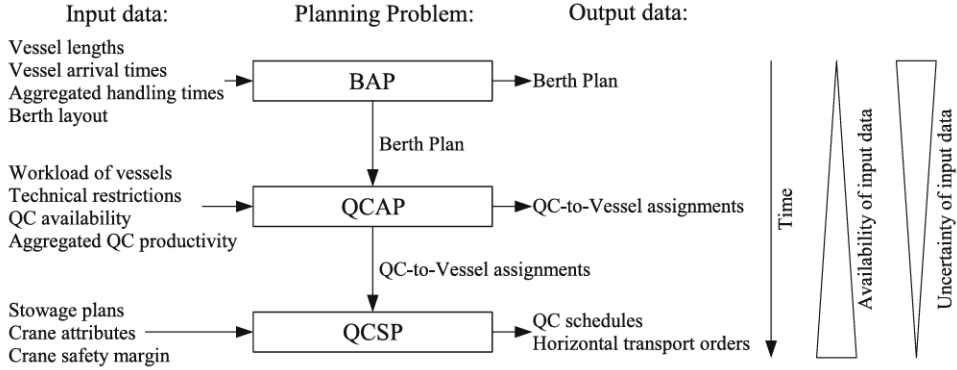 Input data:
Planning Problem:
Output data:
Vessel lengths
Vessel arrival times
Aggregated handling times
Berth layout
BAP
Berth Plan
Berth Plan
Workload of vessels
Technical restrictions
QC availability
Aggregated QC productivity
QCAP
QC-to-Vessel assignments
QC-to-Vessel assignments
Stowage plans
Crane attributes
Crane safety margin
QCSP
QC schedules
Horizontal transport orders
Time
Availability of input data
Uncertainty of input data